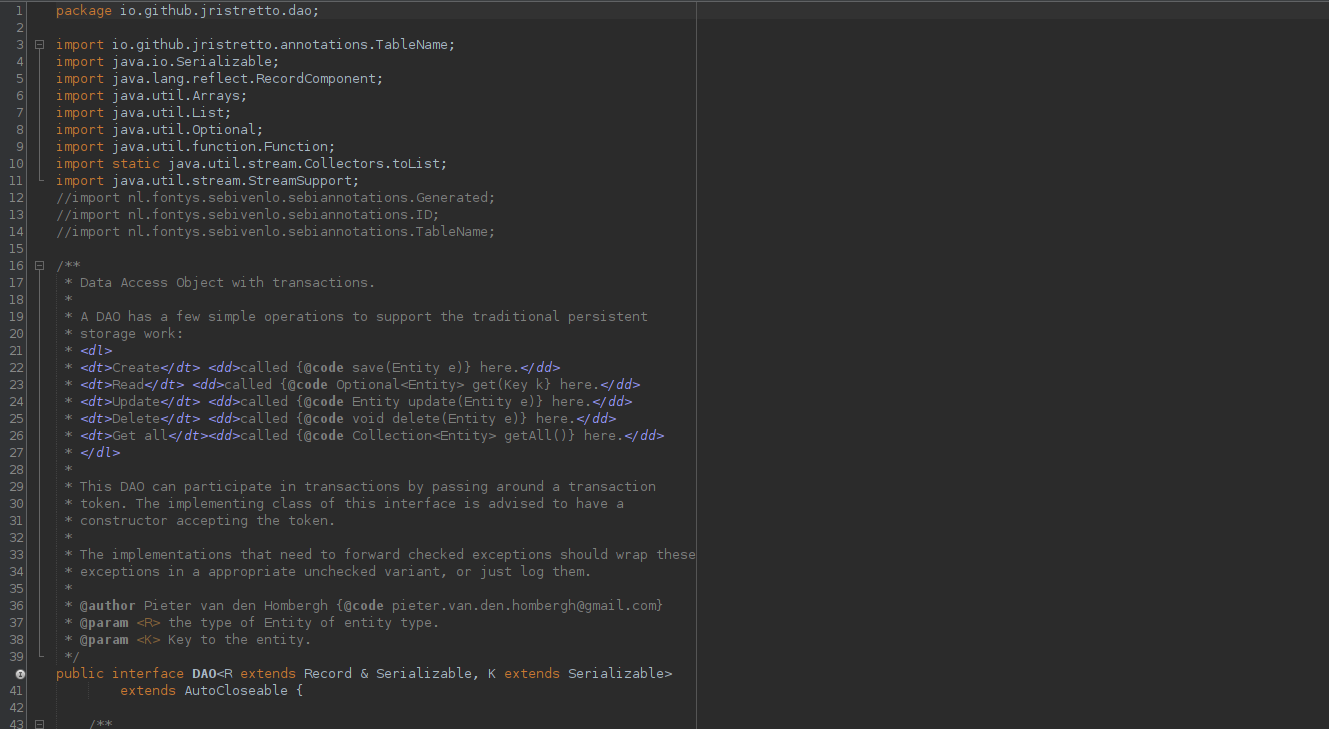 1 package io.github.jristretto.dao;
2
3 import io.github.jristretto.annotations.TableName;
4 import java.io.Serializable;
5 import java.lang.reflect.RecordComponent;
6 import java.util.Arrays;
7 import java.util.List;
8 import java.util.Optional;
9 import java.util.function.Function;
10 import static java.util.stream.Collectors.toList;
11 import java.util.stream.StreamSupport;
12 //import nl.fontys.sebivenlo.sebiannotations.Generated;
13 //import nl.fontys.sebivenlo.sebiannotations.ID;
14 //import nl.fontys.sebivenlo.sebiannotations.TableName;
15
16 /**
17 * Data Access Object with transactions.
18 *
19 * A DAO has a few simple operations to support the traditional persistent
20 * storage work:
21 * <dl>
22 * <dt>Create</dt> <dd>called {@code save(Entity e)} here.</dd>
23 * <dt>Read</dt> <dd>called {@code Optional<Entity> get(Key k} here.</dd>
24 * <dt>Update</dt> <dd>called {@code Entity update(Entity e)} here.</dd>
25 * <dt>Delete</dt> <dd>called {@code void delete(Entity e)} here.</dd>
26 * <dt>Get all</dt><dd>called {@code Collection<Entity> getAll()} here.</dd>
27 * </dl>
28 *
29 * This DAO can participate in transactions by passing around a transaction
30 * token. The implementing class of this interface is advised to have a
31 * constructor accepting the token.
32 *
33 * The implementations that need to forward checked exceptions should wrap these
34 * exceptions in a appropriate unchecked variant, or just log them.
35 *
36 * @author Pieter van den Hombergh {@code pieter.van.den.hombergh@gmail.com}
37 * @param <R> the type of Entity of entity type.
38 * @param <K> Key to the entity.
39 */
public interface DAO<R extends Record & Serializable, K extends Serializable>
41 extends AutoCloseable {
42
43 /**